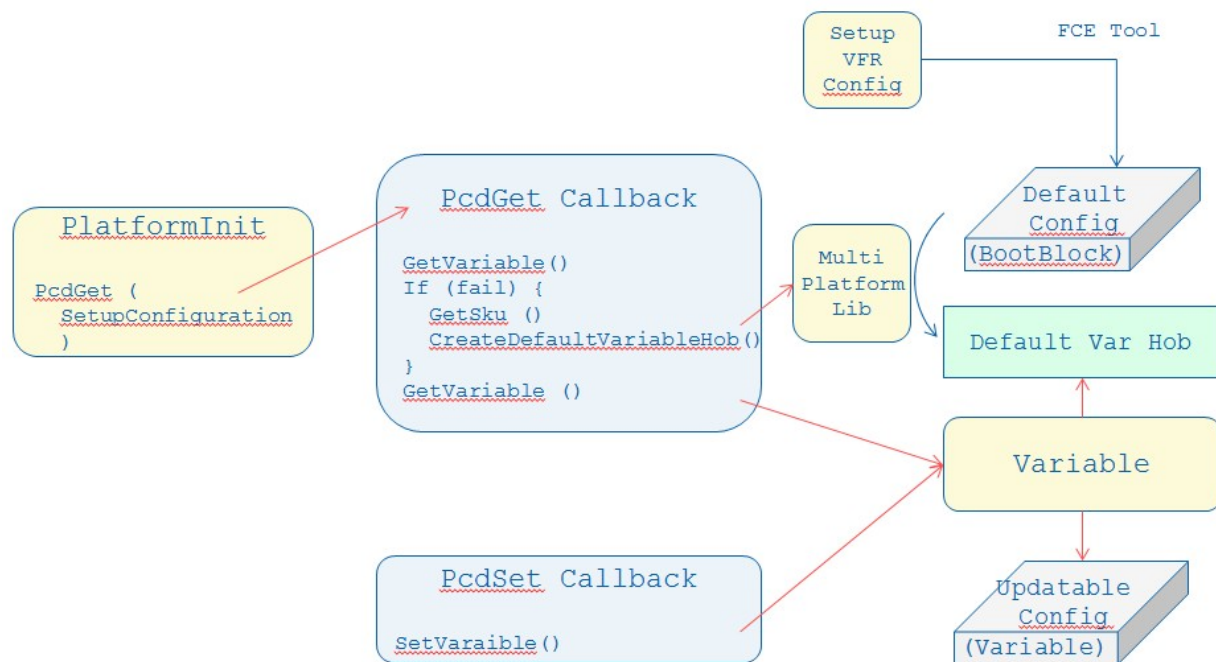 Setup
VFR
Config
FCE Tool
Default
Config
(BootBlock)
PlatformInit
PcdGet (
SetupConfiguration
)
PcdGet Callback
GetVariable()
If (fail) {
GetSku ()
CreateDefaultVariableHob()
}
GetVariable ()
Multi
Platform
Lib
Default Var Hob
Variable
PcdSet Callback
SetVaraible()
Updatable
Config
(Variable)